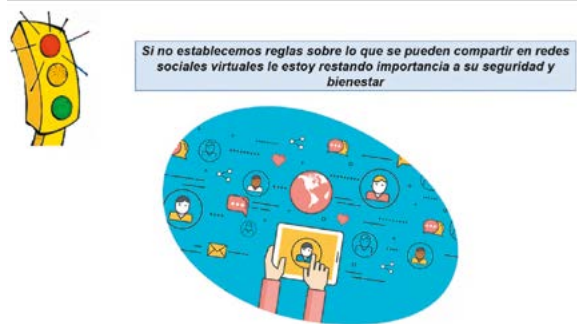 Si no establecemos reglas sobre lo que se pueden compartir en redes
sociales virtuales le estoy restando importancia a su seguridad y
bienestar